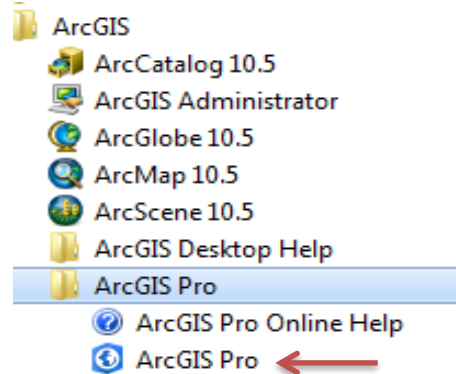 ArcGIS
ArcCatalog 10.5
ArcGIS Administrator
ArcGlobe 10.5
ArcMap 10.5
ArcScene 10.5
ArcGIS Desktop Help
ArcGIS Pro
ArcGIS Pro Online Help
ArcGIS Pro